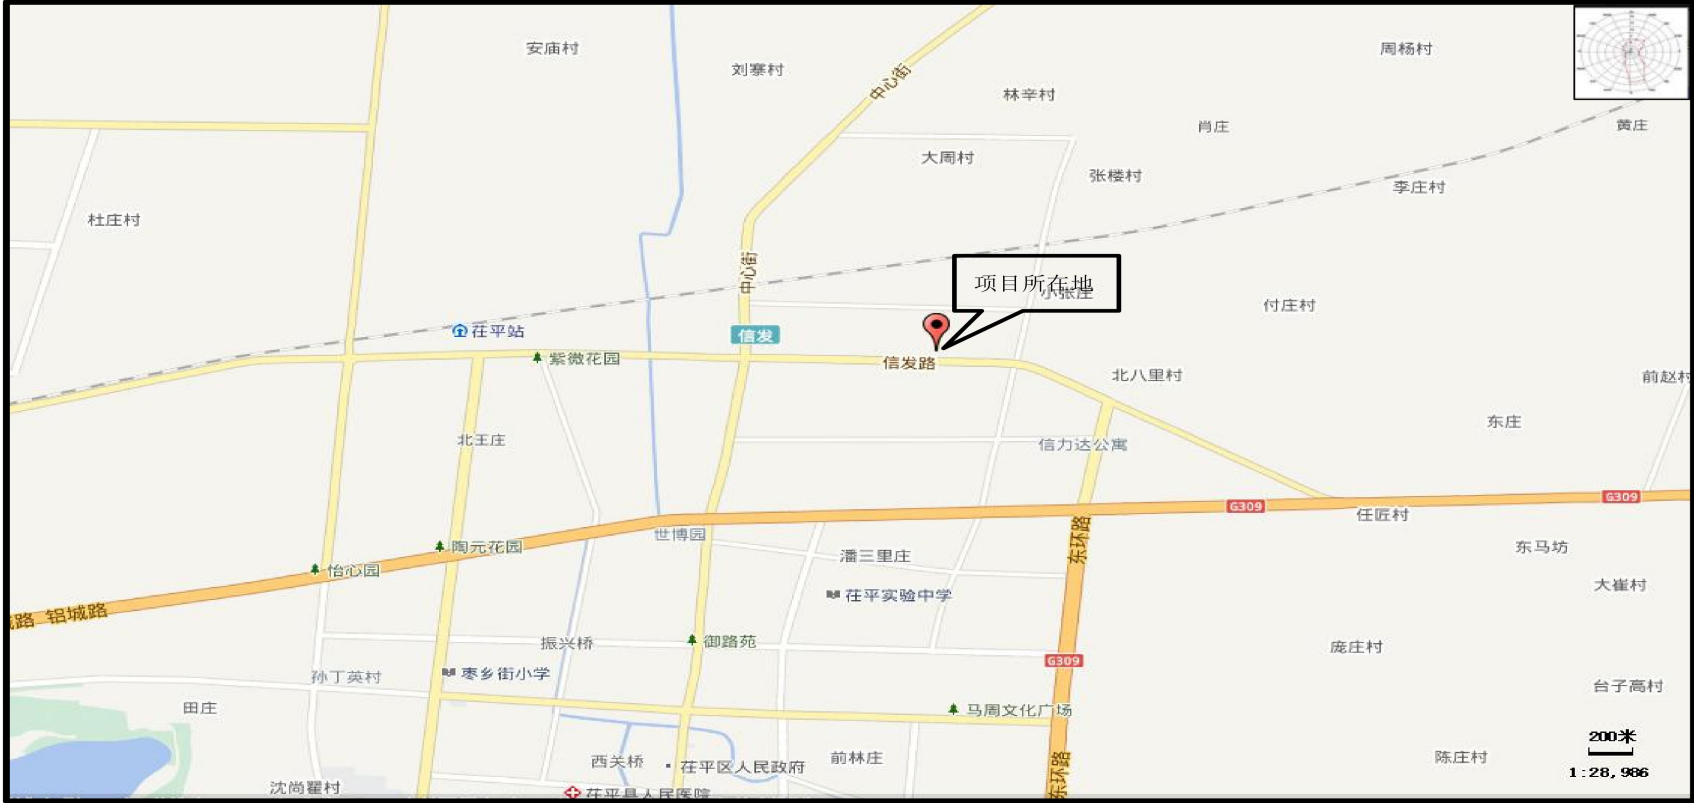 安庙村
周杨村
刘寨村
中心街
林辛村
肖庄
黄庄
大周村
张楼村
李庄村
杜庄村
中心街
项目所在地
小张庄
付庄村
茌平站
信发
紫微花园
信发路
北八里村
前赵村
东庄
北王庄
信力达公寓
G309
G309
任匠村
世博园
东环路
陶元花园
东马坊
潘三里庄
怡心园
大崔村
茌平实验中学
路 铝城路
振兴桥
御路苑
庞庄村
G309
孙丁英村
枣乡街小学
台子高村
田庄
马周文化广场
200米
西关桥
茌平区人民政府
前林庄
陈庄村
东环路
1:28,986
沈尚翟村
茌平县人民医院